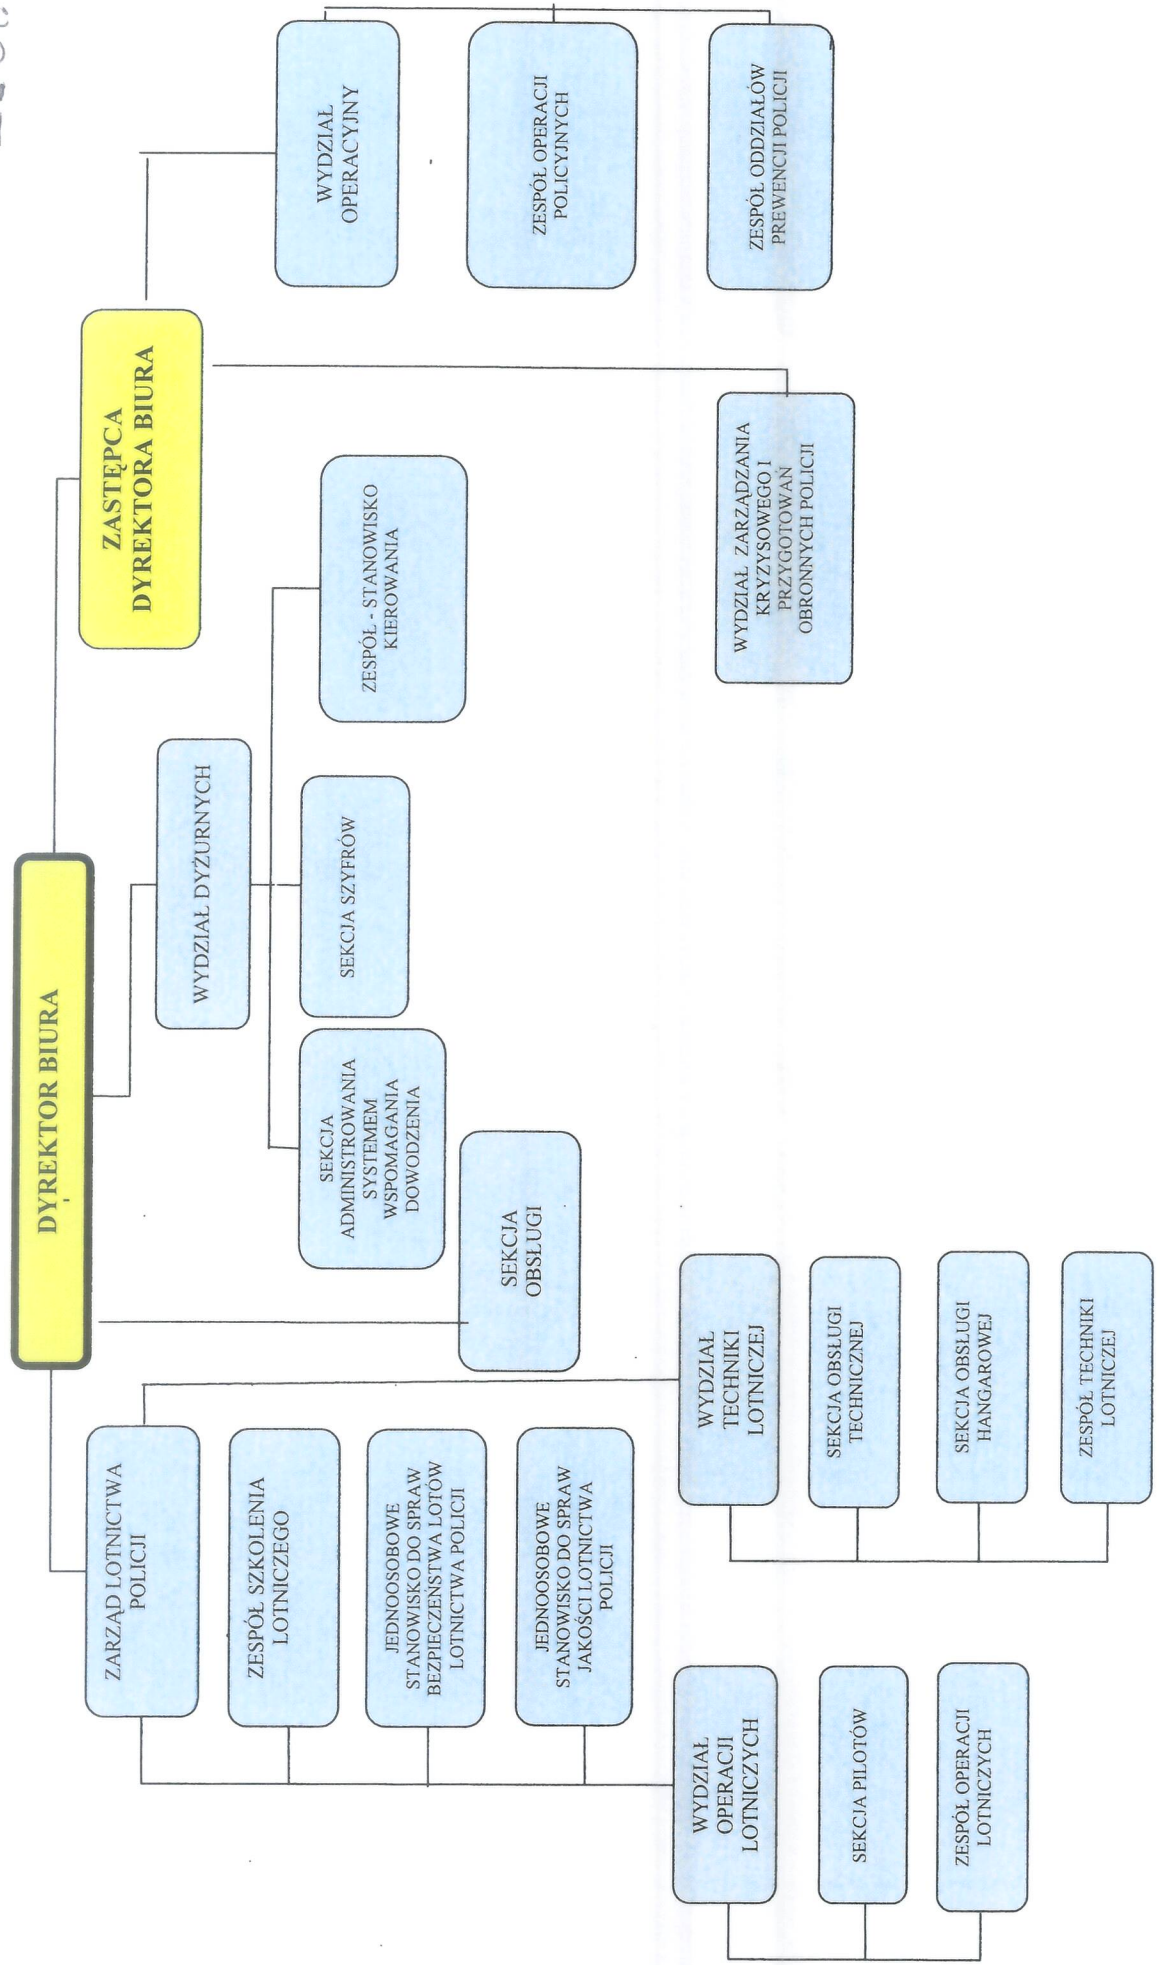 DYREKTOR BIURA
ZASTĘPCA
DYREKTORA BIURA
ZARZĄD LOTNICTWA
POLICJI
ZESPÓŁ SZKOLENIA
LOTNICZEGO
JEDNOOSOBOWE
STANOWISKO DO SPRAW
BEZPIECZEŃSTWA LOTÓW
LOTNICTWA POLICJI
JEDNOOSOBOWE
STANOWISKO DO SPRAW
JAKOŚCI LOTNICTWA
POLICJI
WYDZIAŁ
OPERACJI
LOTNICZYCH
SEKCJA PILOTÓW
ZESPÓŁ OPERACJI
LOTNICZYCH
WYDZIAŁ
TECHNIKI
LOTNICZEJ
SEKCJA OBSŁUGI
TECHNICZNEJ
SEKCJA OBSŁUGI
HANGAROWEJ
ZESPÓŁ TECHNIKI
LOTNICZEJ
SEKCJA
OBSŁUGI
WYDZIAŁ DYŻURNYCH
SEKCJA
ADMINISTROWANIA
SYSTEMEM
WSPOMAGANIA
DOWODZENIA
SEKCJA SZYFRÓW
ZESPÓŁ - STANOWISKO
KIEROWANIA
WYDZIAŁ ZARZĄDZANIA
KRYZYSOWEGO I
PRZYGOTOWAŃ
OBRONNYCH POLICJI
WYDZIAŁ
OPERACYJNY
ZESPÓŁ OPERACJI
POLICYJNYCH
ZESPÓŁ ODDZIAŁÓW
PREWENCJI POLICJI